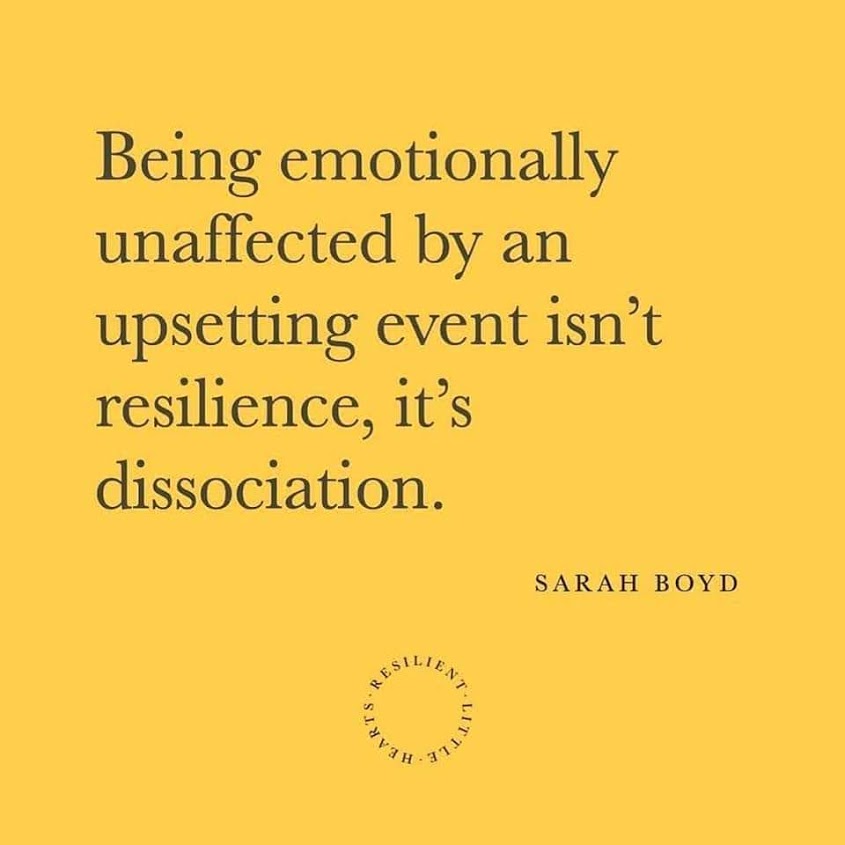 Being emotionally
unaffected by an
upsetting event isn’t
resilience, it’s
dissociation.
SARAH BOYD
RESILIENT · LITTLE · HEARTS ·